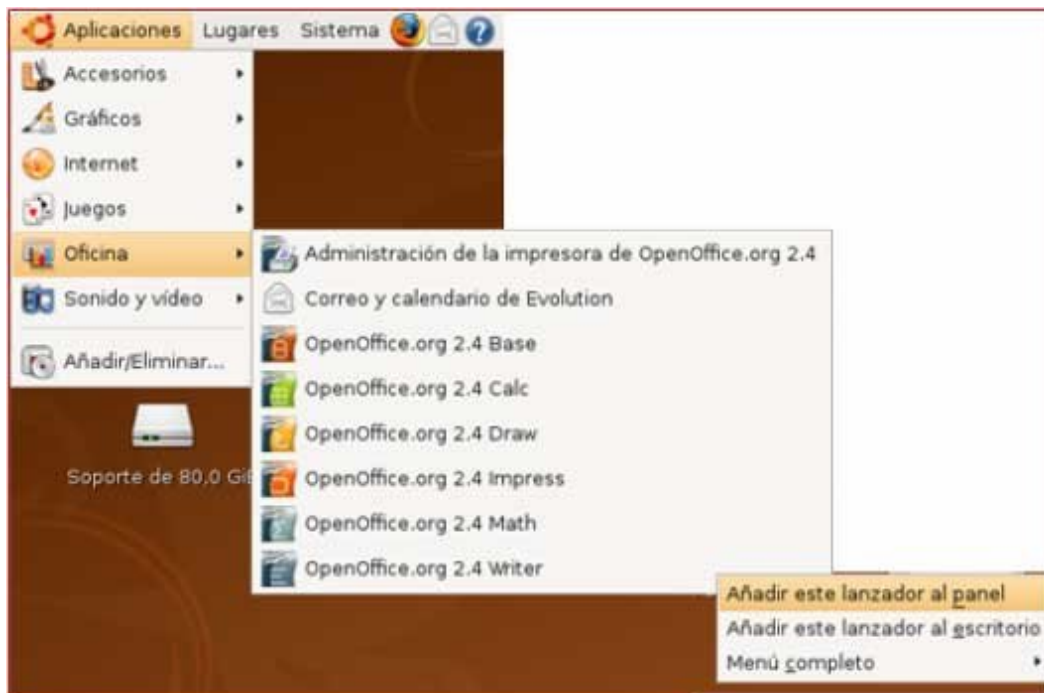 Aplicaciones Lugares Sistema
Accesorios
Gráficos
Internet
Juegos
Oficina
Sonido y vídeo
Añadir/Eliminar...
Administración de la impresora de OpenOffice.org 2.4
Correo y calendario de Evolution
OpenOffice.org 2.4 Base
OpenOffice.org 2.4 Calc
OpenOffice.org 2.4 Draw
OpenOffice.org 2.4 Impress
OpenOffice.org 2.4 Math
OpenOffice.org 2.4 Writer
Soporte de 80,0 GiB
Añadir este lanzador al panel
Añadir este lanzador al escritorio
Menú completo